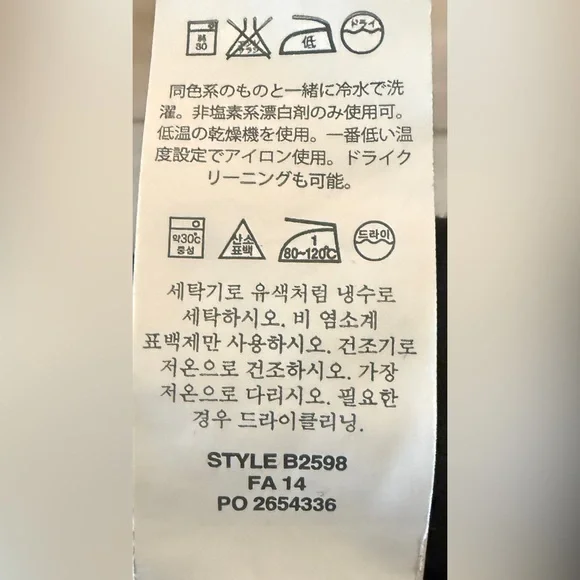 弱 30 エンソ サラシ 低 ドライ
同色系のものと一緒に冷水で洗
濯。非塩素系漂白剤のみ使用可。
低温の乾燥機を使用。一番低い温
度設定でアイロン使用。ドライク
リーニングも可能。
약30℃ 중성 산소 표백 1 80~120℃ 드라이
세탁기로 유색처럼 냉수로
세탁하시오. 비 염소계
표백제만 사용하시오. 건조기로
저온으로 건조하시오. 가장
저온으로 다리시오. 필요한
경우 드라이클리닝.
STYLE B2598
FA 14
PO 2654336